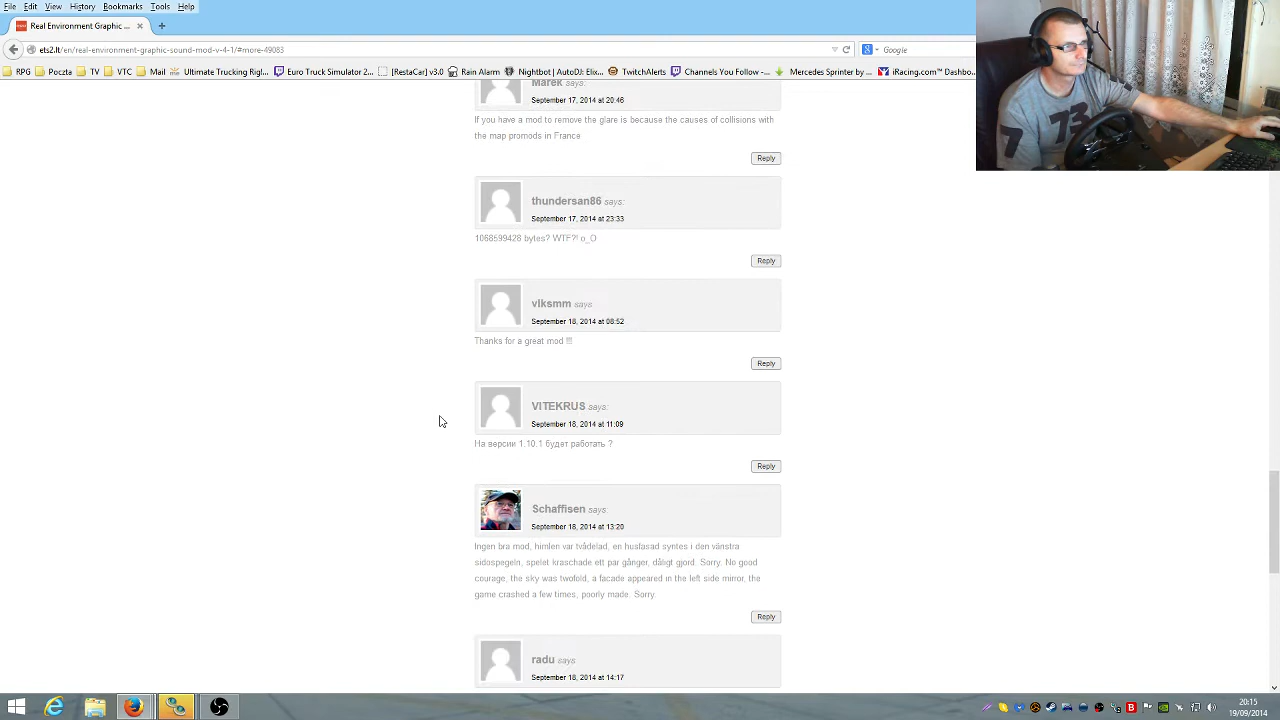 File Edit View History Bookmarks Tools Help
Real Environment Graphic ...
ets2.lt/en/real-environment-graphic-sound-mod-v-4-1/#more-49083
Google
RPG Poczta TV VTC Mail Ultimate Trucking Rigl... Euro Truck Simulator 2... [RestaCar] v3.0 Rain Alarm Nightbot | AutoDJ: Elix... TwitchAlerts Channels You Follow - ... Mercedes Sprinter Reg... iRacing.com™ Dashbo...
Marek says:
September 17, 2014 at 20:46
If you have a mod to remove the glare is because the causes of collisions with
the map promods in France
Reply
thundersan86 says:
September 17, 2014 at 23:33
1068599428 bytes? WTF?! o_O
Reply
vlksmm says
September 18, 2014 at 08:52
Thanks for a great mod !!!
Reply
VITEKRUS says:
September 18, 2014 at 11:09
На версии 1.10.1 будет работать ?
Reply
Schaffisen says:
September 18, 2014 at 13:20
Ingen bra mod, himlen var tvådelad, en husfasad syntes i den vänstra
sidospegeln, spelet kraschade ett par gånger, dåligt gjord. Sorry. No good
courage, the sky was twofold, a facade appeared in the left side mirror, the
game crashed a few times, poorly made. Sorry.
Reply
radu says
September 18, 2014 at 14:17
7 73
20:15
19/09/2014